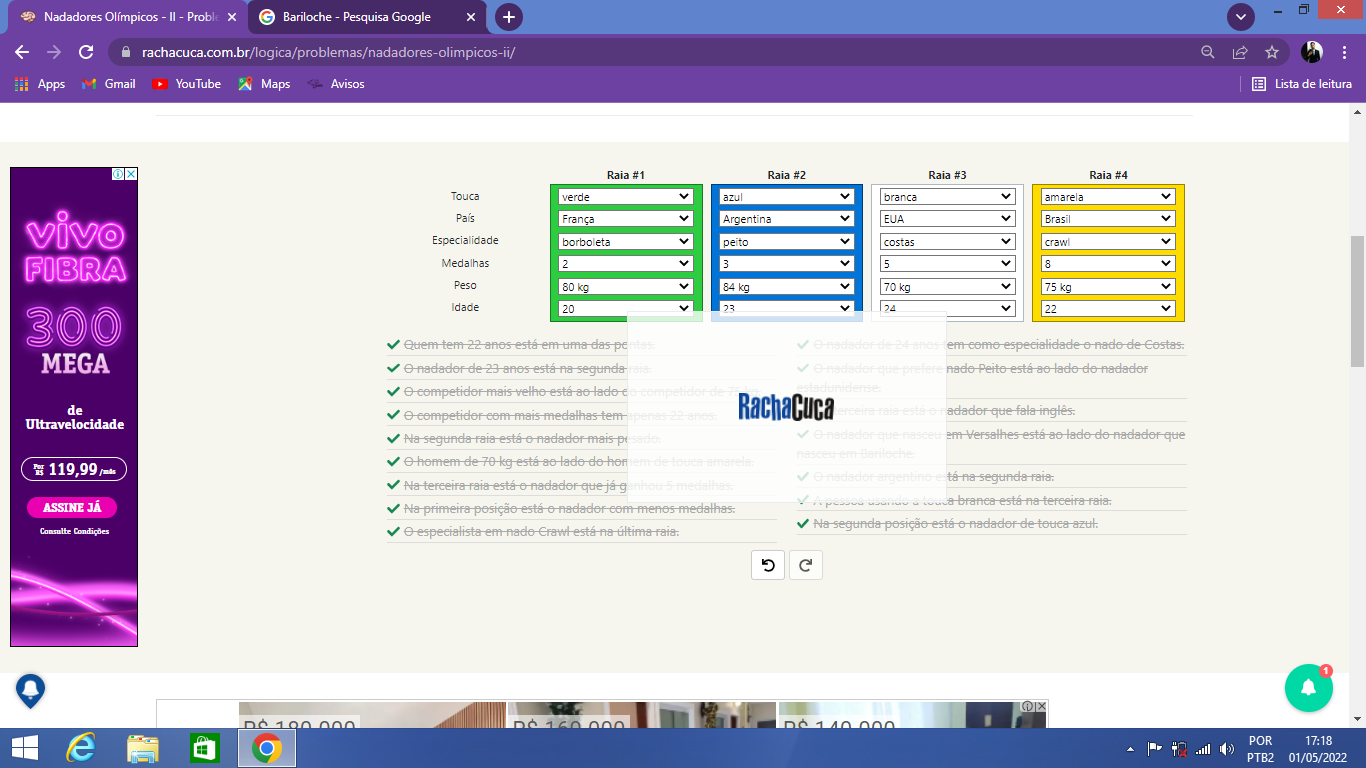 Nadadores Olímpicos - II - Proble
Bariloche - Pesquisa Google
rachacuca.com.br/logica/problemas/nadadores-olimpicos-ii/
Apps Gmail YouTube Maps Avisos Lista de leitura
vivo
FIBRA
300
MEGA
de
Ultravelocidade
Por R$ 119,99 /mês
ASSINE JÁ
Consulte Condições
Raia #1 Raia #2 Raia #3 Raia #4
Touca verde azul branca amarela
País França Argentina EUA Brasil
Especialidade borboleta peito costas crawl
Medalhas 2 3 5 8
Peso 80 kg 84 kg 70 kg 75 kg
Idade 20 23 24 22
Quem tem 22 anos está em uma das pontas.
O nadador de 23 anos está na segunda raia.
O competidor mais velho está ao lado do competidor de 75 kg.
O competidor com mais medalhas tem apenas 22 anos.
Na segunda raia está o nadador mais pesado.
O homem de 70 kg está ao lado do homem de touca amarela.
Na terceira raia está o nadador que já ganhou 5 medalhas.
Na primeira posição está o nadador com menos medalhas.
O especialista em nado Crawl está na última raia.
O nadador de 24 anos tem como especialidade o nado de Costas.
O nadador que prefere nado Peito está ao lado do nadador
estadunidense.
terceira raia está o nadador que fala inglês.
O nadador que nasceu em Versalhes está ao lado do nadador que
nasceu em Bariloche.
O nadador argentino está na segunda raia.
A pessoa usando a touca branca está na terceira raia.
Na segunda posição está o nadador de touca azul.
RachaCuca
1
R$ 180.000 R$ 160.000 R$ 140.000
POR
PTB2
17:18
01/05/2022